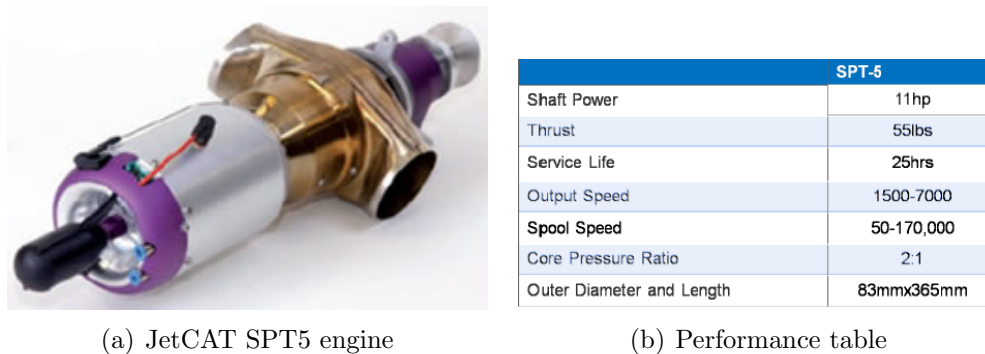 SPT-5
Shaft Power 11hp
Thrust 55lbs
Service Life 25hrs
Output Speed 1500-7000
Spool Speed 50-170,000
Core Pressure Ratio 2:1
Outer Diameter and Length 83mmx365mm
(a) JetCAT SPT5 engine (b) Performance table